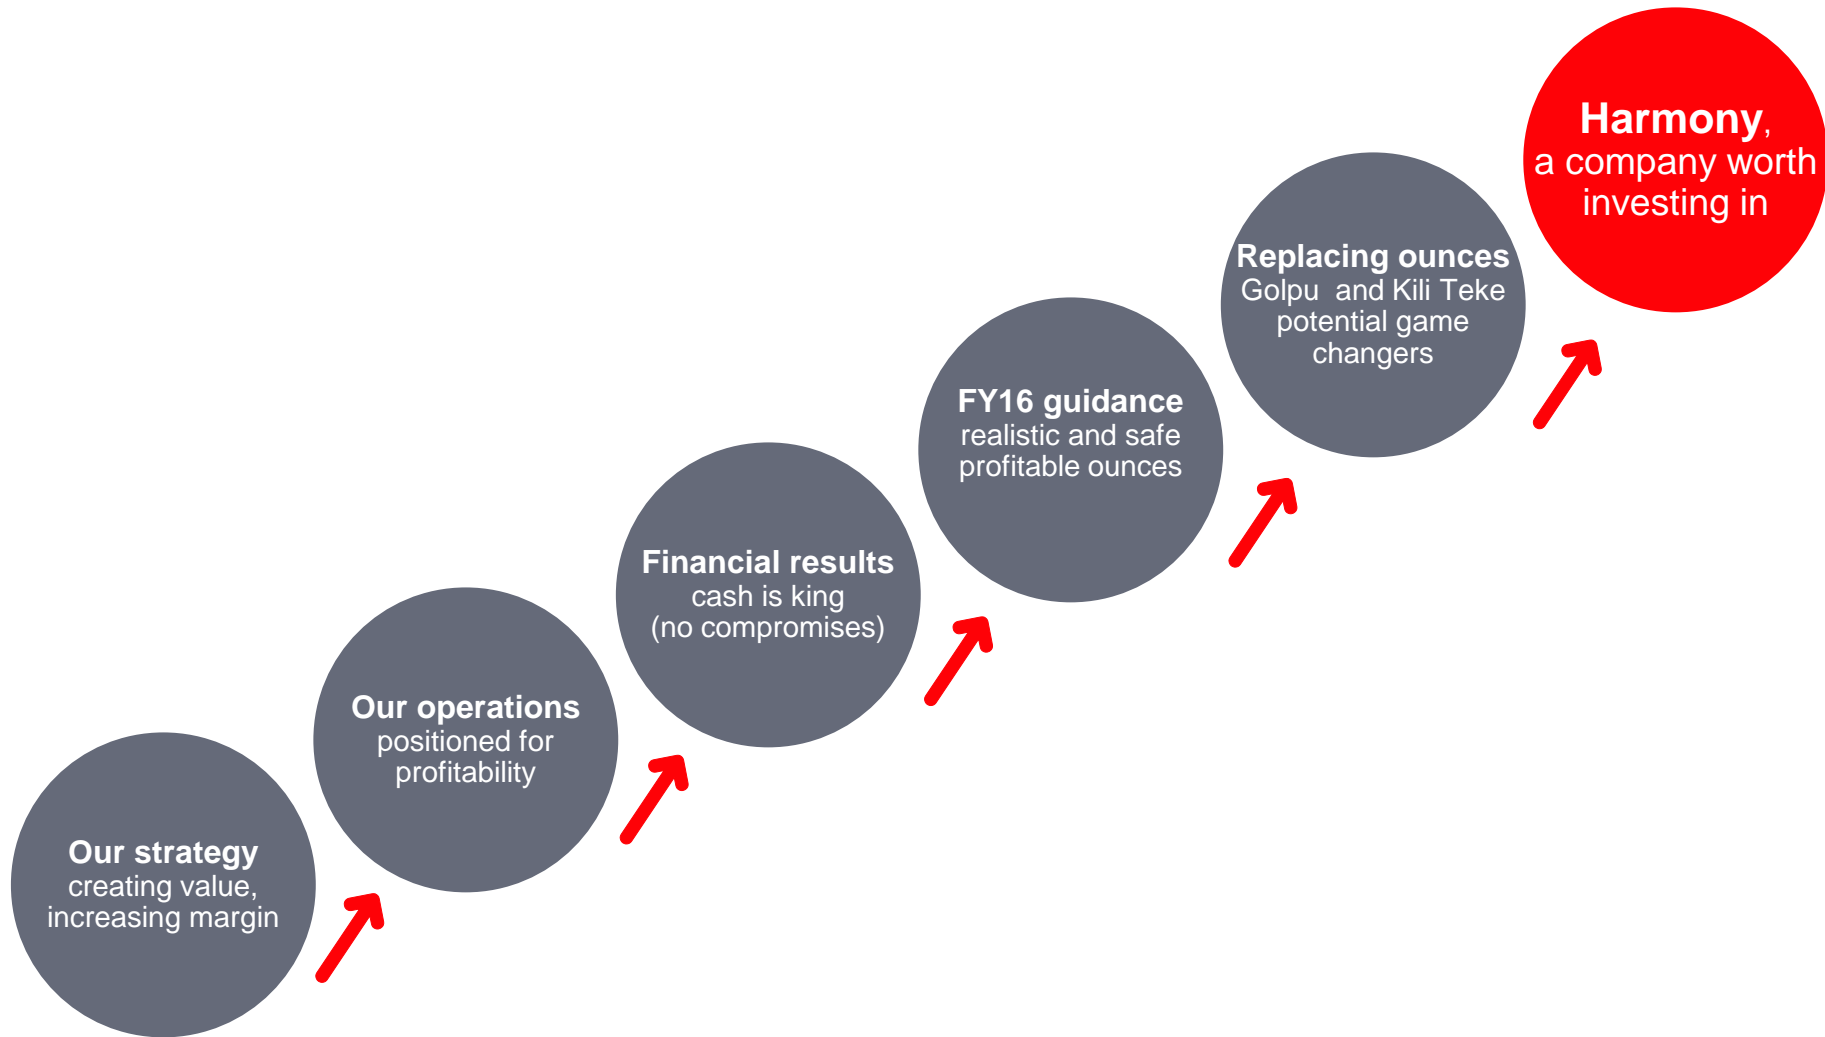 Harmony,
a company worth
investing in
Replacing ounces
Golpu and Kili Teke
potential game
changers
FY16 guidance
realistic and safe
profitable ounces
Financial results
cash is king
(no compromises)
Our operations
positioned for
profitability
Our strategy
creating value,
increasing margin